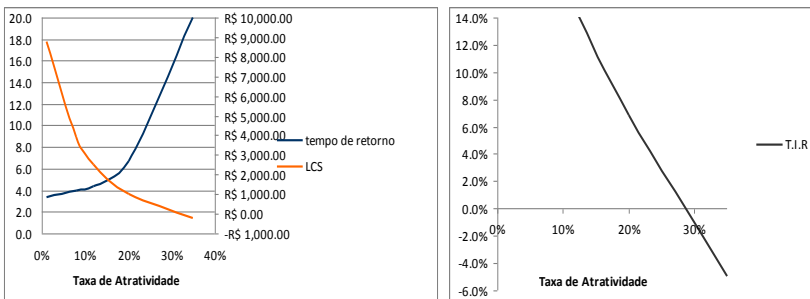 20.0
18.0
16.0
14.0
12.0
10.0
8.0
6.0
4.0
2.0
0.0
R$ 10,000.00
R$ 9,000.00
R$ 8,000.00
R$ 7,000.00
R$ 6,000.00
R$ 5,000.00
R$ 4,000.00
R$ 3,000.00
R$ 2,000.00
R$ 1,000.00
R$ 0.00
-R$ 1,000.00
0%
10%
20%
30%
40%
Taxa de Atratividade
tempo de retorno
LCS
14.0%
12.0%
10.0%
8.0%
6.0%
4.0%
2.0%
0.0%
-2.0%
-4.0%
-6.0%
0%
10%
20%
30%
Taxa de Atratividade
T.I.R